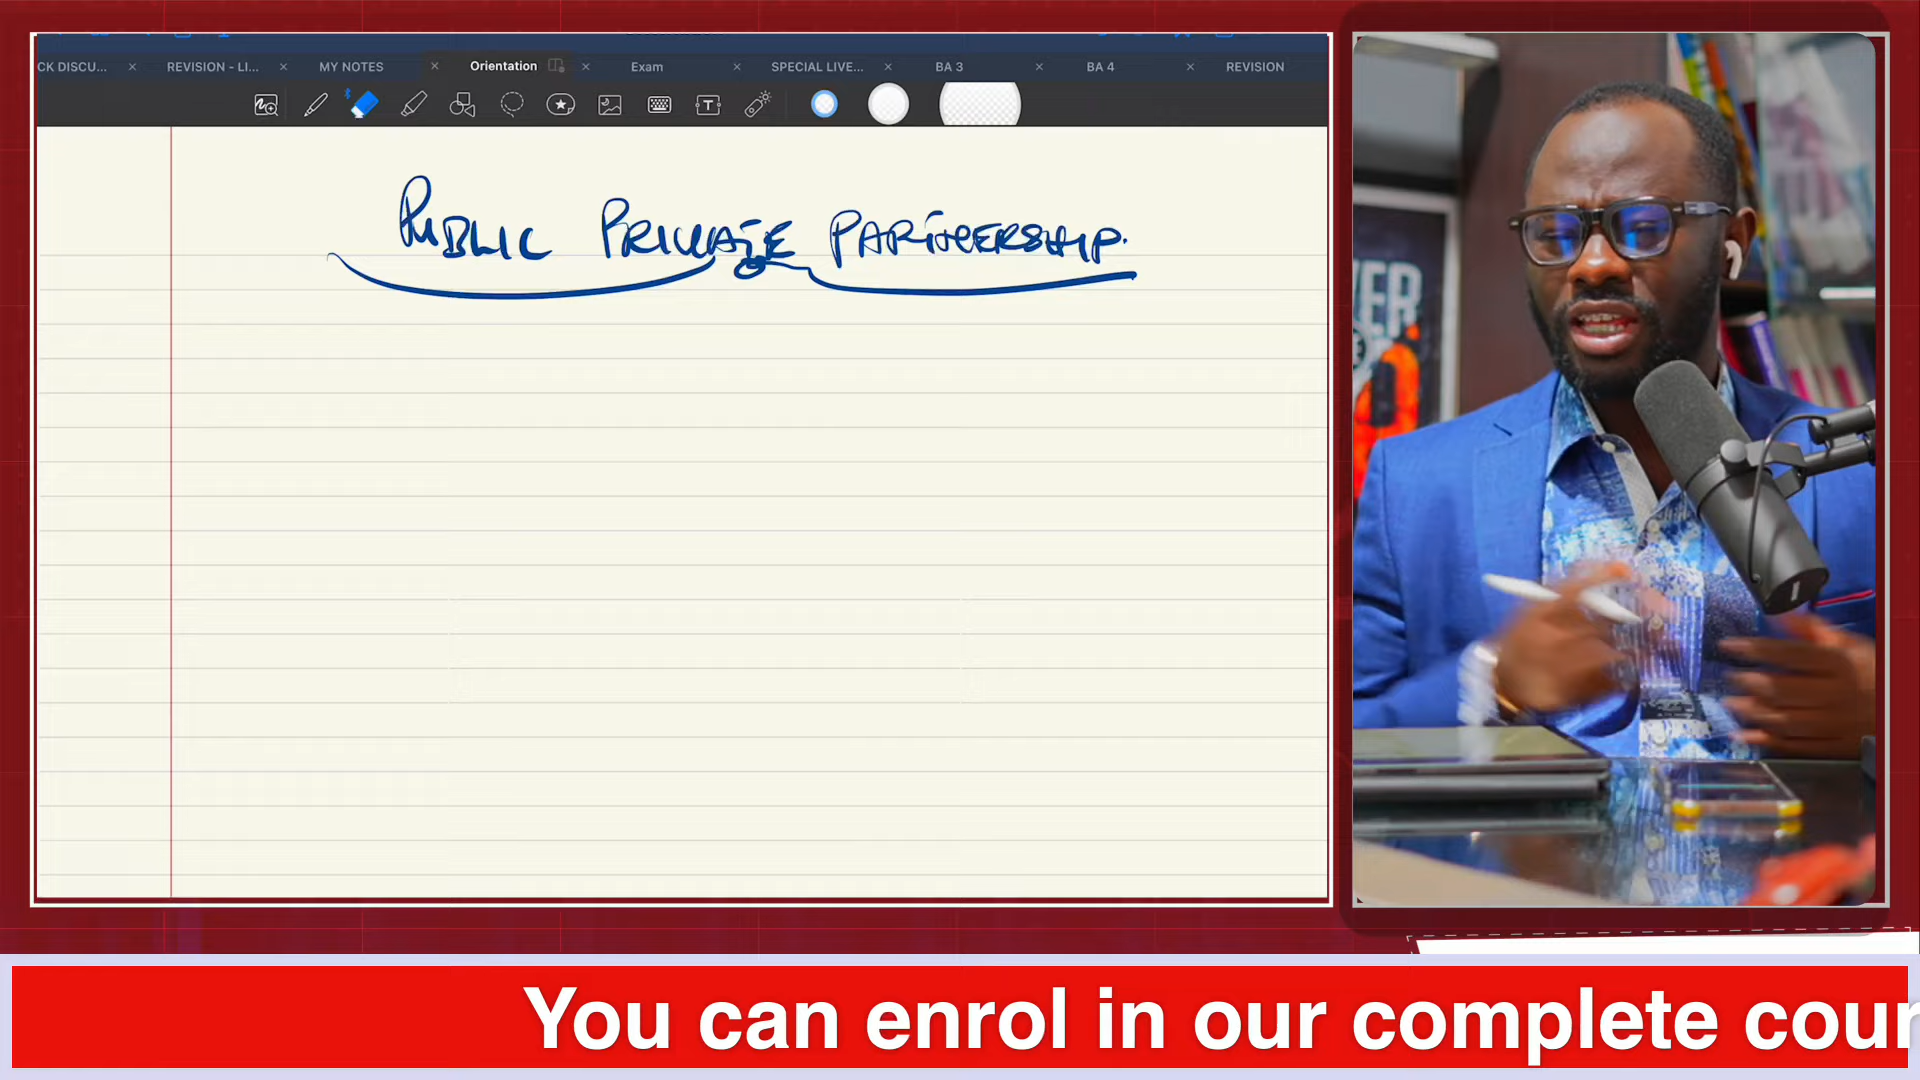 CK DISCU... REVISION - LI... MY NOTES Orientation Exam SPECIAL LIVE... BA 3 BA 4 REVISION
PUBLIC PRIVATE PARTNERSHIP.
You can enrol in our complete cour